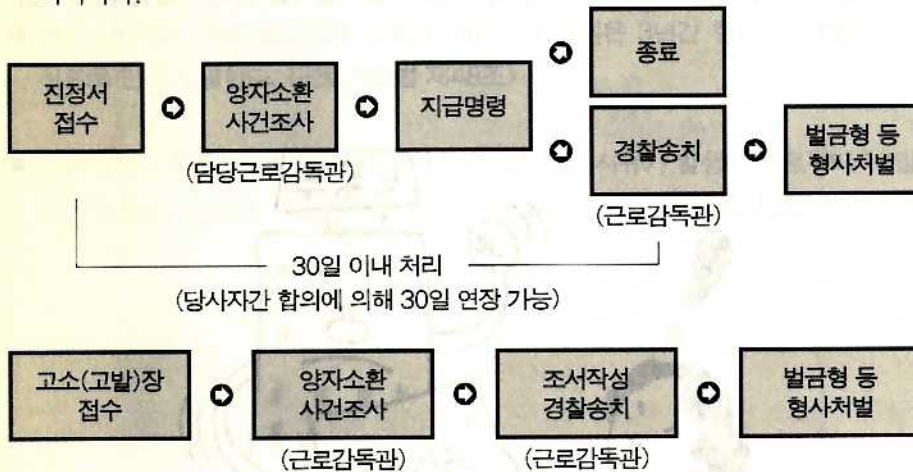 종료
진정서
접수
양자소환
사건조사
지급명령
(담당근로감독관)
경찰송치
벌금형 등
형사처벌
(근로감독관)
30일 이내 처리
(당사자간 합의에 의해 30일 연장 가능)
고소(고발)장
접수
양자소환
사건조사
조서작성
경찰송치
벌금형 등
형사처벌
(근로감독관)
(근로감독관)